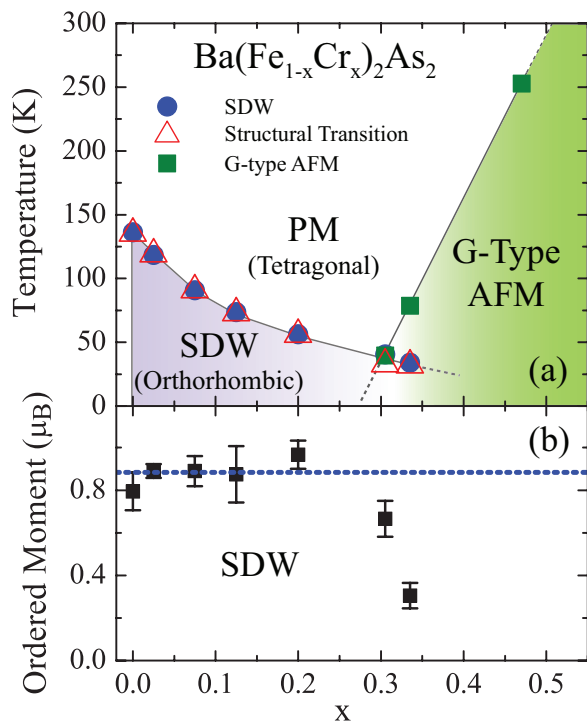 Ba(Fe₁₋ₓCrₓ)₂As₂
SDW
Structural Transition
G-type AFM
PM
(Tetragonal)
G-Type
AFM
SDW
(Orthorhombic)
(a)
Temperature (K)
300
250
200
150
100
50
0
(b)
SDW
Ordered Moment (μB)
0.8
0.4
0.0
0.0 0.1 0.2 0.3 0.4 0.5
x